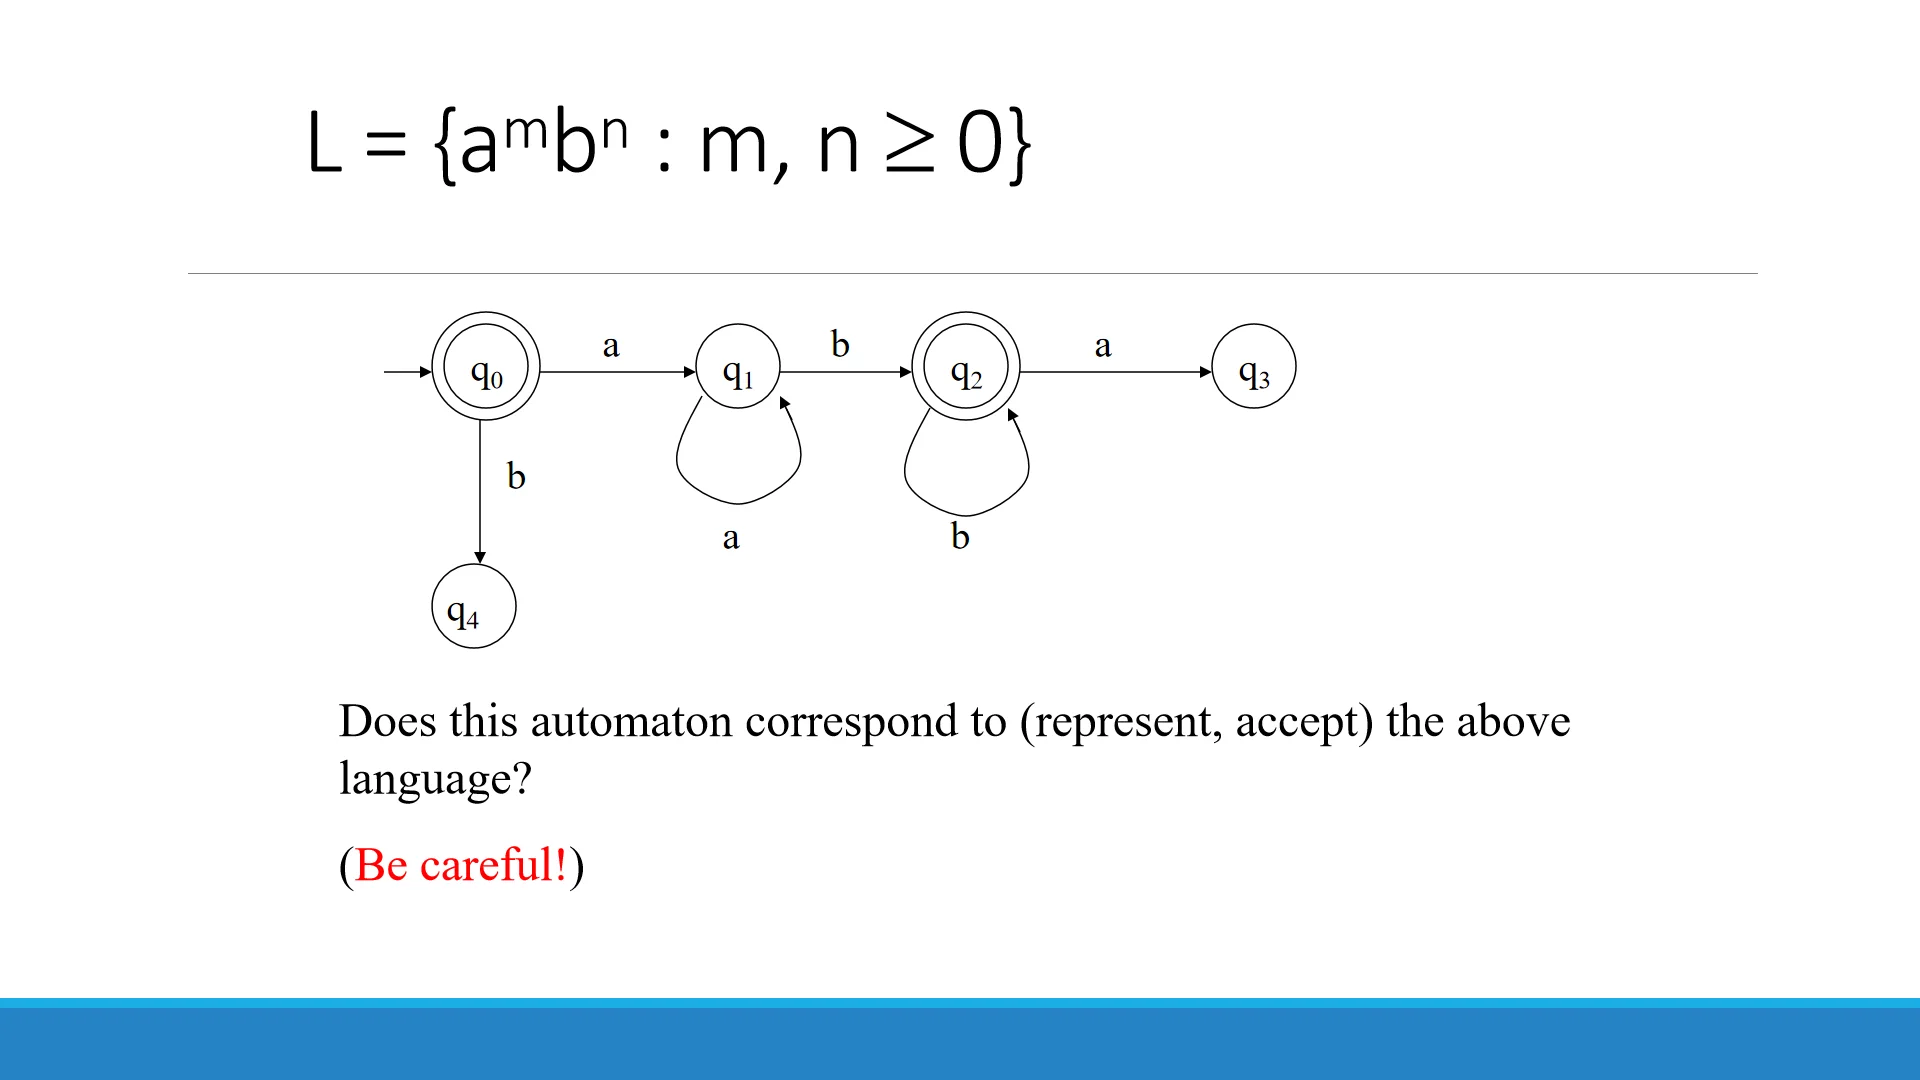 L = {aᵐbⁿ : m, n ≥ 0}
a b a
q₀ q₁ q₂ q₃
b
a b
q₄
Does this automaton correspond to (represent, accept) the above
language?
(Be careful!)